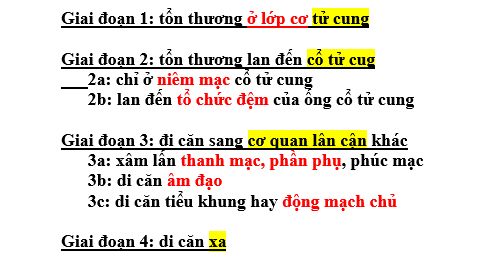 Giai đoạn 1: tổn thương ở lớp cơ tử cung
Giai đoạn 2: tổn thương lan đến cổ tử cug
2a: chỉ ở niêm mạc cổ tử cung
2b: lan đến tổ chức đệm của ống cổ tử cung
Giai đoạn 3: đi căn sang cơ quan lân cận khác
3a: xâm lấn thanh mạc, phần phụ, phúc mạc
3b: di căn âm đạo
3c: di căn tiểu khung hay động mạch chủ
Giai đoạn 4: di căn xa